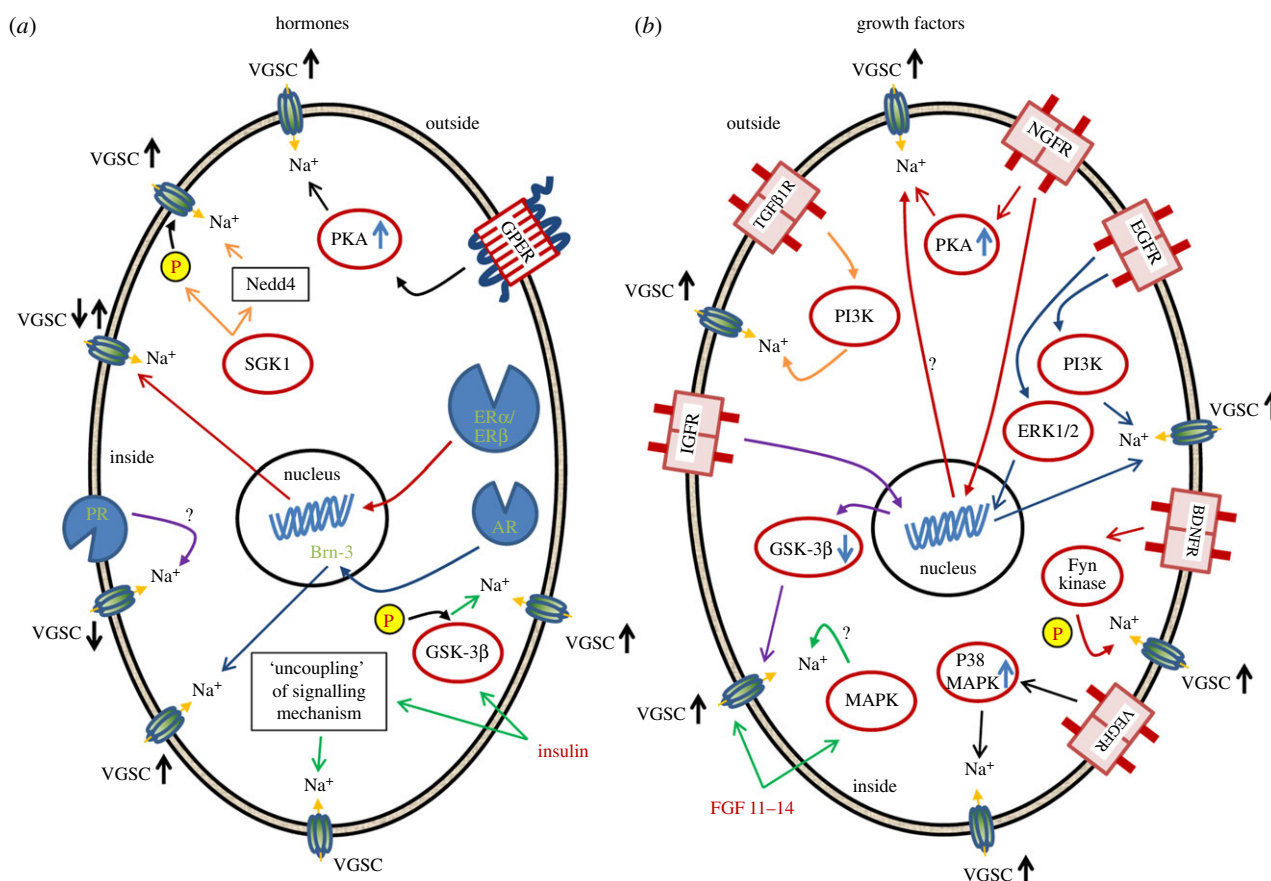 (a)
hormones
VGSC
outside
VGSC
Na+
Na+
PKA
GPER
P
Nedd4
VGSC
Na+
SGK1
ERα/
ERβ
inside
nucleus
PR
?
AR
Brn-3
Na+
Na+
P
VGSC
GSK-3β
VGSC
'uncoupling'
of signalling
mechanism
Na+
insulin
VGSC
Na+
VGSC
(b)
growth factors
VGSC
outside
NGFR
Na+
TGFβ1R
EGFR
PKA
VGSC
PI3K
Na+
?
PI3K
VGSC
IGFR
ERK1/2
Na+
BDNFR
GSK-3β
nucleus
Fyn
kinase
P
Na+
?
Na+
P38
MAPK
VGSC
MAPK
VGSC
VEGFR
Na+
inside
FGF 11–14
VGSC